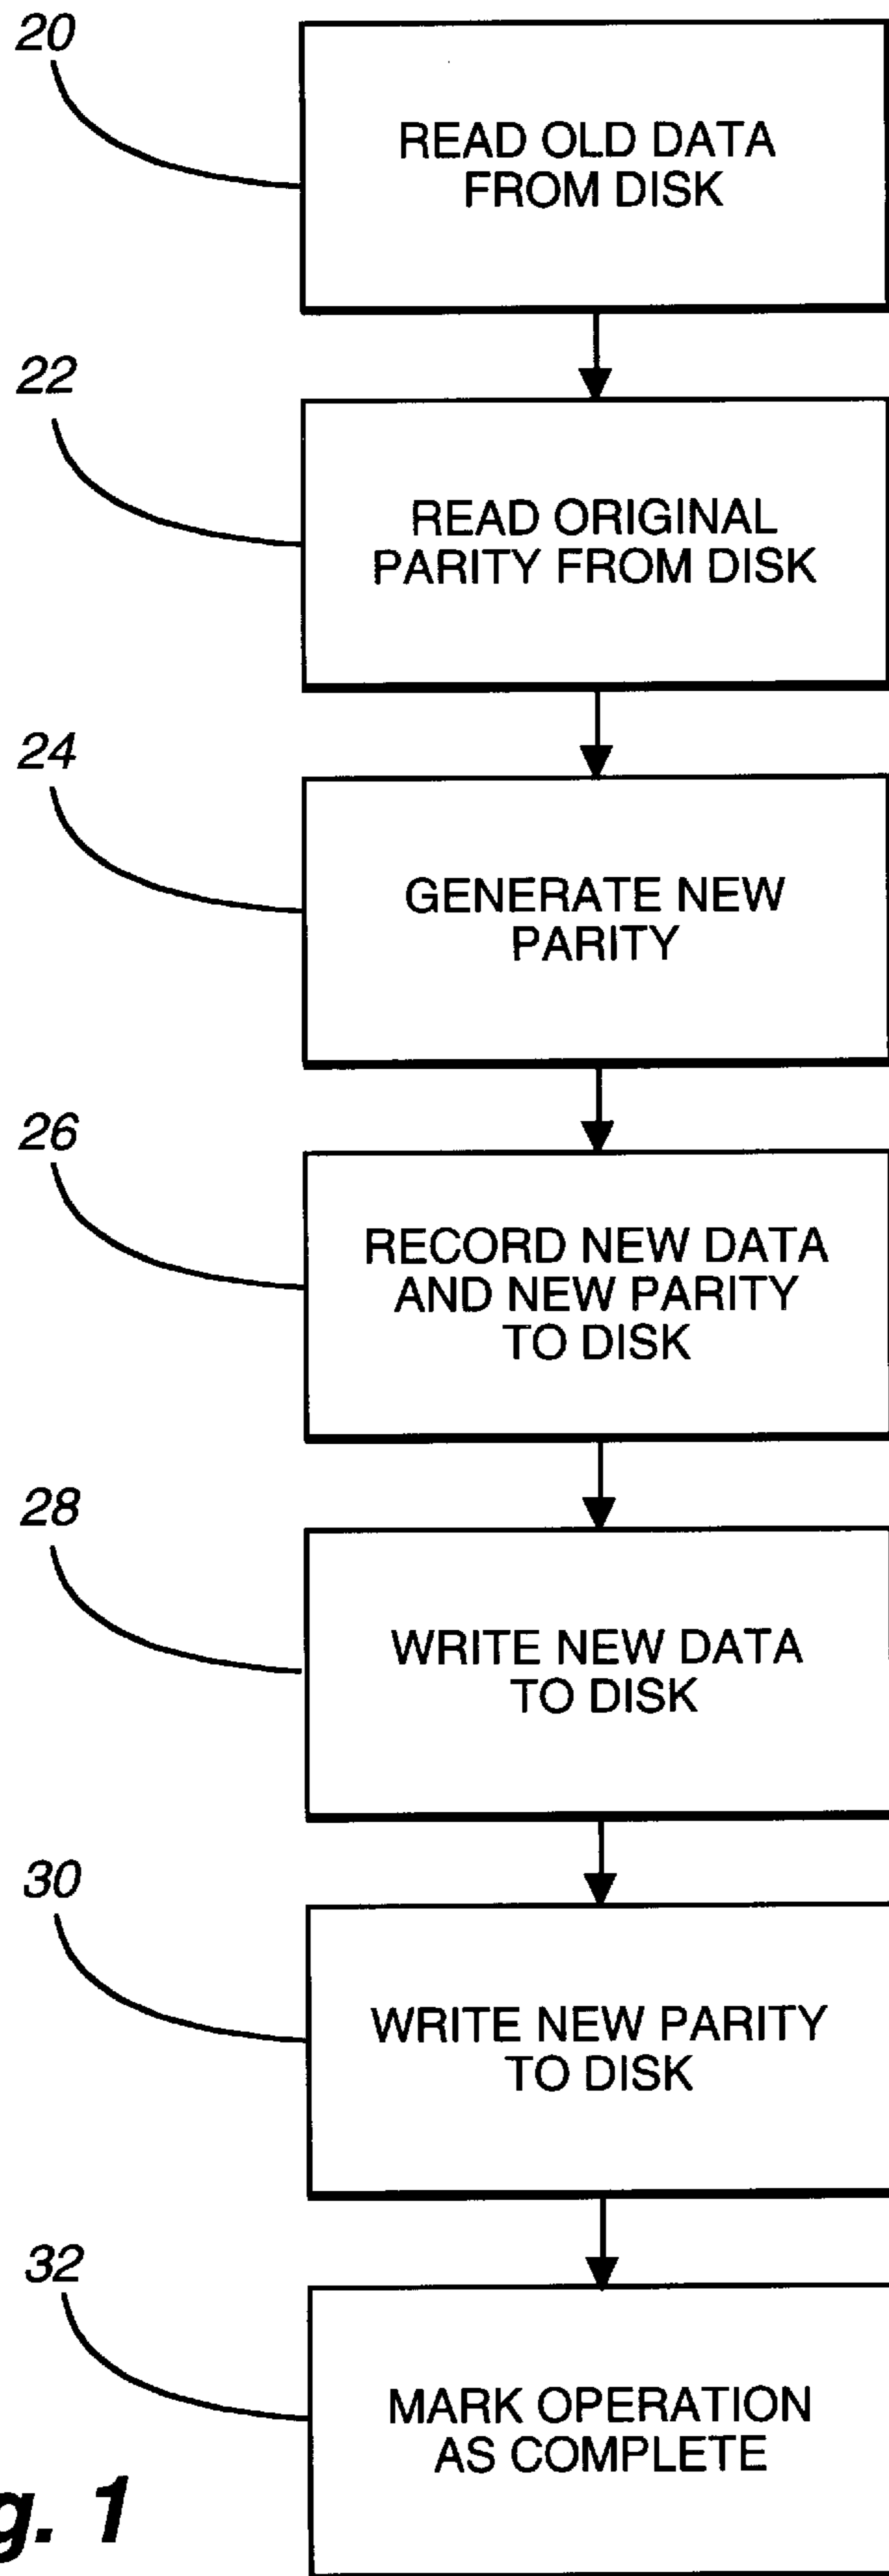 20
READ OLD DATA
FROM DISK
22
READ ORIGINAL
PARITY FROM DISK
24
GENERATE NEW
PARITY
26
RECORD NEW DATA
AND NEW PARITY
TO DISK
28
WRITE NEW DATA
TO DISK
30
WRITE NEW PARITY
TO DISK
32
MARK OPERATION
AS COMPLETE
g. 1